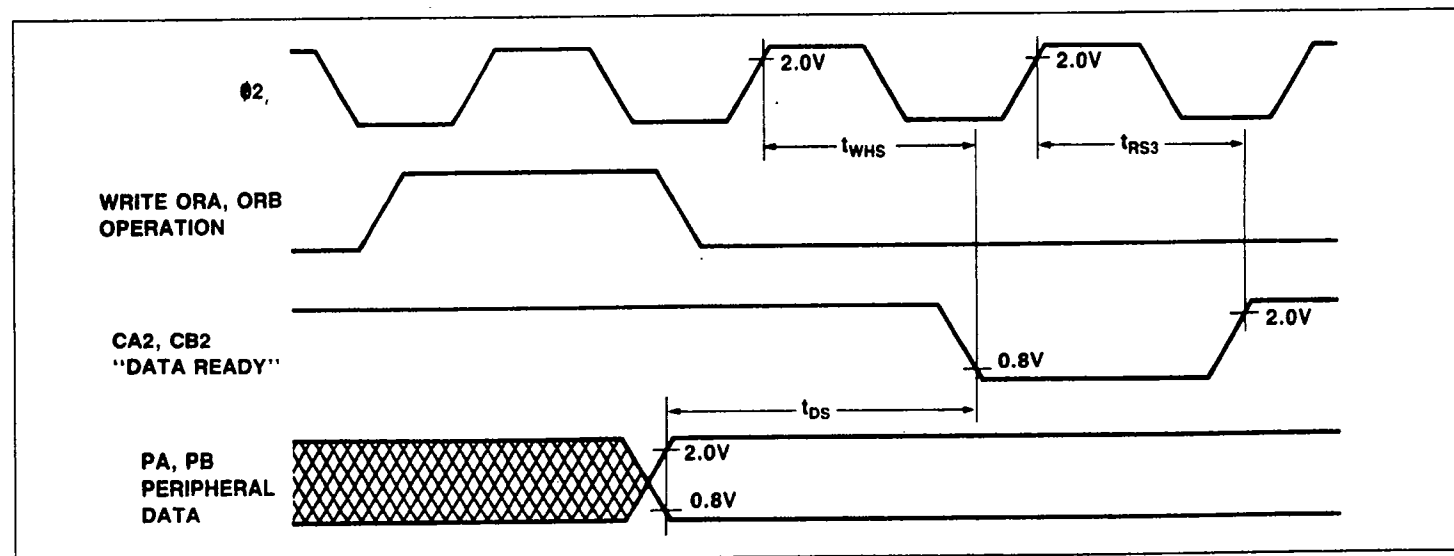 φ2,
2.0V
2.0V
tWHS
tRS3
WRITE ORA, ORB
OPERATION
CA2, CB2
"DATA READY"
2.0V
0.8V
tDS
PA, PB
PERIPHERAL
DATA
2.0V
0.8V